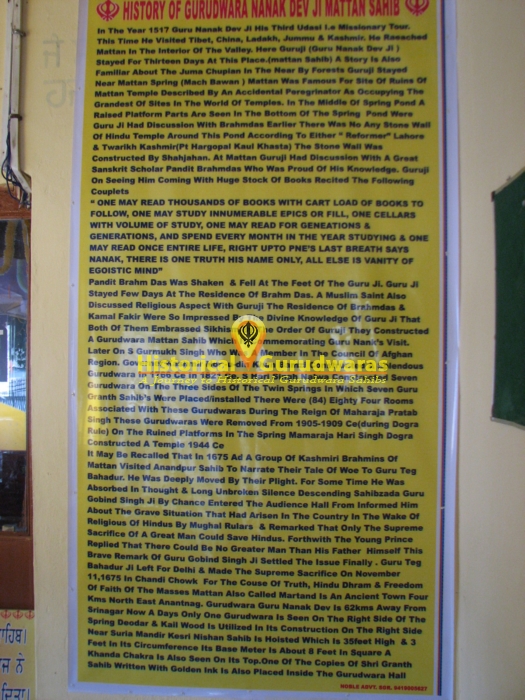 HISTORY OF GURUDWARA NANAK DEV JI MATTAN SAHIB
In The Year 1517 Guru Nanak Dev Ji His Third Udasi i.e Missionary Tour.
This Time He Visited Tibet, China, Ladakh, Jummu & Kashmir. He Raeached
Mattan In The Interior Of The Valley. Here Guruji (Guru Nanak Dev Ji )
Stayed For Thirteen Days At This Place.(mattan Sahib) A Story Is Also
Familiar About The Juma Chupian In The Near By Forests Guruji Stayed
Near Mattan Spring (Mach Bawan ) Mattan Was Famous For Site Of Ruins Of
Mattan Temple Described By An Accidental Peregrinator As Occupying The
Grandest Of Sites In The World Of Temples. In The Middle Of Spring Pond A
Raised Platform Parts Are Seen In The Bottom Of The Spring Pond Were
Guru Ji Had Discussion With Brahmdas Earlier There Was No Any Stone Wall
Of Hindu Temple Around This Pond According To Either " Reformer" Lahore
& Twarikh Kashmir(Pt Hargopal Kaul Khasta) The Stone Wall Was
Constructed By Shahjahan. At Mattan Guruji Had Discussion With A Great
Sanskrit Scholar Pandit Brahmdas Who Was Proud Of His Knowledge. Guruji
On Seeing Him Coming With Huge Stock Of Books Recited The Following
Couplets
" ONE MAY READ THOUSANDS OF BOOKS WITH CART LOAD OF BOOKS TO
FOLLOW, ONE MAY STUDY INNUMERABLE EPICS OR FILL, ONE CELLARS
WITH VOLUME OF STUDY, ONE MAY READ FOR GENEATIONS &
GENERATIONS, AND SPEND EVERY MONTH IN THE YEAR STUDYING & ONE
MAY READ ONCE ENTIRE LIFE, RIGHT UPTO PNE'S LAST BREATH SAYS
NANAK, THERE IS ONE TRUTH HIS NAME ONLY, ALL ELSE IS VANITY OF
EGOISTIC MIND"
Pandit Brahm Das Was Shaken & Fell At The Feet Of The Guru Ji. Guru Ji
Stayed Few Days At The Residence Of Brahm Das. A Muslim Saint Also
Discussed Religious Aspect With Guruji The Residence Of Brahmdas &
Kamal Fakir Were So Impressed By The Divine Knowledge Of Guru Ji That
Both Of Them Embrassed Sikhis The Order Of Guruji They Constructed
A Gurudwara Mattan Sahib Which Commemorating Guru Nank's Visit.
Later On S Gurmukh Singh Who Member In The Council Of Afghan
Region.
Historical Gurudwaras
A Journey to Historical Gurudwara Sahibs
Gurudwara On The Three Sides Of The Twin Springs In Which Seven Guru
Granth Sahib's Were Placed/installed There Were (84) Eighty Four Rooms
Associated With These Gurudwaras During The Reign Of Maharaja Pratab
Singh These Gurudwaras Were Removed From 1905-1909 Ce(during Dogra
Rule) On The Ruined Platforms In The Spring Mamaraja Hari Singh Dogra
Constructed A Temple 1944 Ce
It May Be Recalled That In 1675 Ad A Group Of Kashmiri Brahmins Of
Mattan Visited Anandpur Sahib To Narrate Their Tale Of Woe To Guru Teg
Bahadur. He Was Deeply Moved By Their Plight. For Some Time He Was
Absorbed In Thought & Long Unbroken Silence Descending Sahibzada Guru
Gobind Singh Ji By Chance Entered The Audience Hall From Informed Him
About The Grave Situation That Had Arisen In The Country In The Wake Of
Religious Of Hindus By Mughal Rulars & Remarked That Only The Supreme
Sacrifice Of A Great Man Could Save Hindus. Forthwith The Young Prince
Replied That There Could Be No Greater Man Than His Father Himself This
Brave Remark Of Guru Gobind Singh Ji Settled The Issue Finally . Guru Teg
Bahadur Ji Left For Delhi & Made The Supreme Sacrifice On November
11,1675 In Chandi Chowk For The Couse Of Truth, Hindu Dhram & Freedom
Of Faith Of The Masses Mattan Also Called Martand Is An Ancient Town Four
Kms North East Anantnag. Gurudwara Guru Nanak Dev Is 62kms Away From
Srinagar Now A Days Only One Gurudwara Is Seen On The Right Side Of The
Spring Deodar & Kail Wood Is Utilized In Its Construction On The Right Side
Near Suria Mandir Kesri Nishan Sahib Is Hoisted Which Is 35feet High & 3
Feet In Its Circumference Its Base Meter Is About 8 Feet In Square A
Khanda Chakra Is Also Seen On Its Top.One Of The Copies Of Shri Granth
Sahib Written With Golden Ink Is Also Placed Inside The Gurudwara Hall